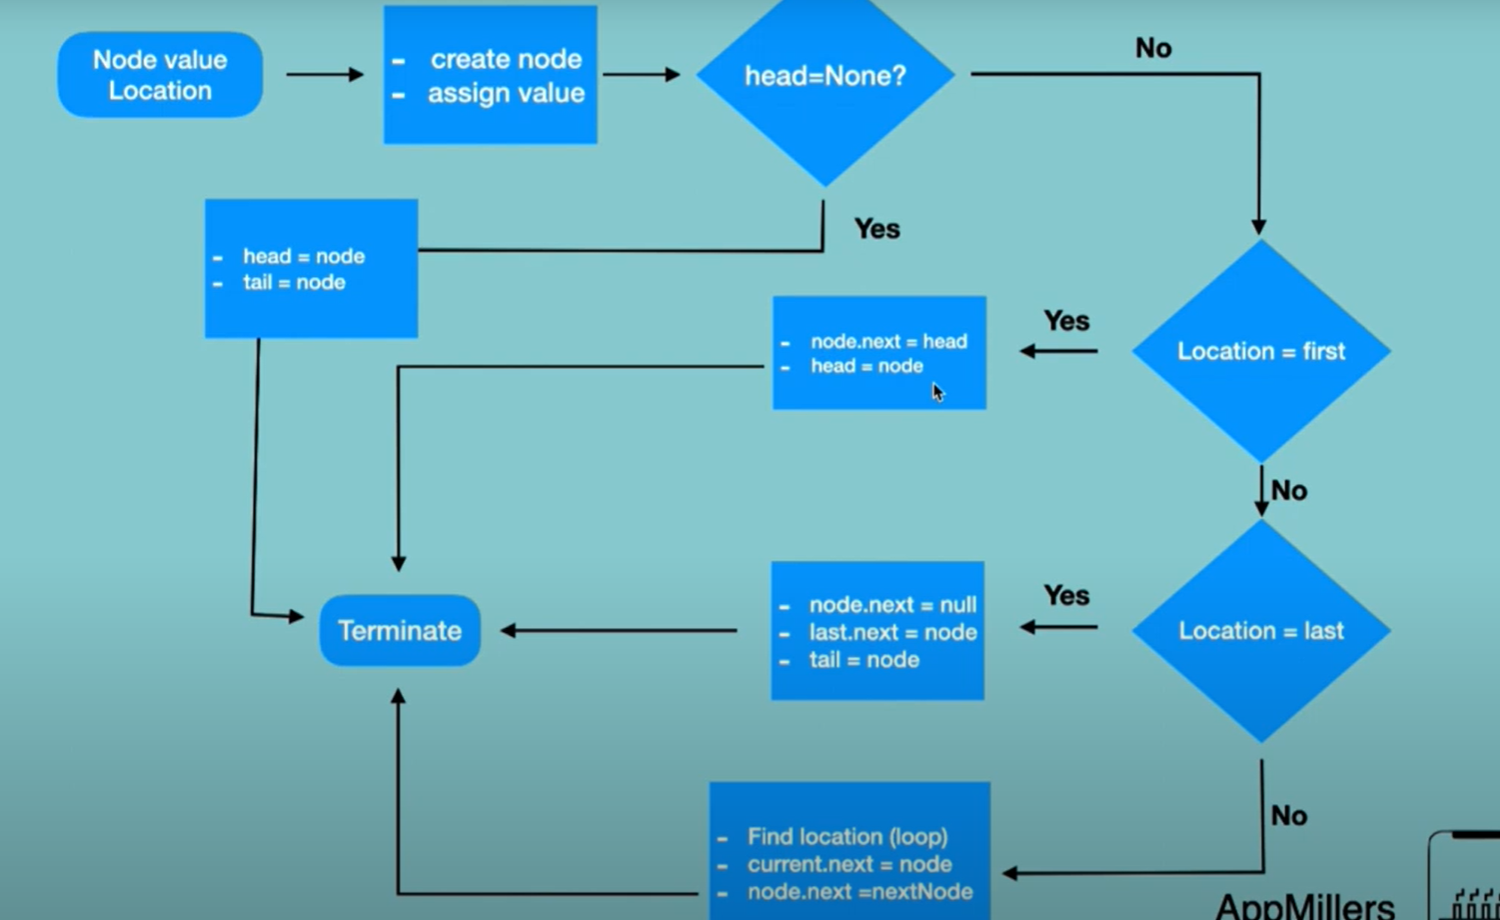 Node value
Location
- create node
- assign value
head=None?
No
Yes
- head = node
- tail = node
- node.next = head
- head = node
Yes
Location = first
No
Terminate
- node.next = null
- last.next = node
- tail = node
Yes
Location = last
No
- Find location (loop)
- current.next = node
- node.next =nextNode
AppMillers